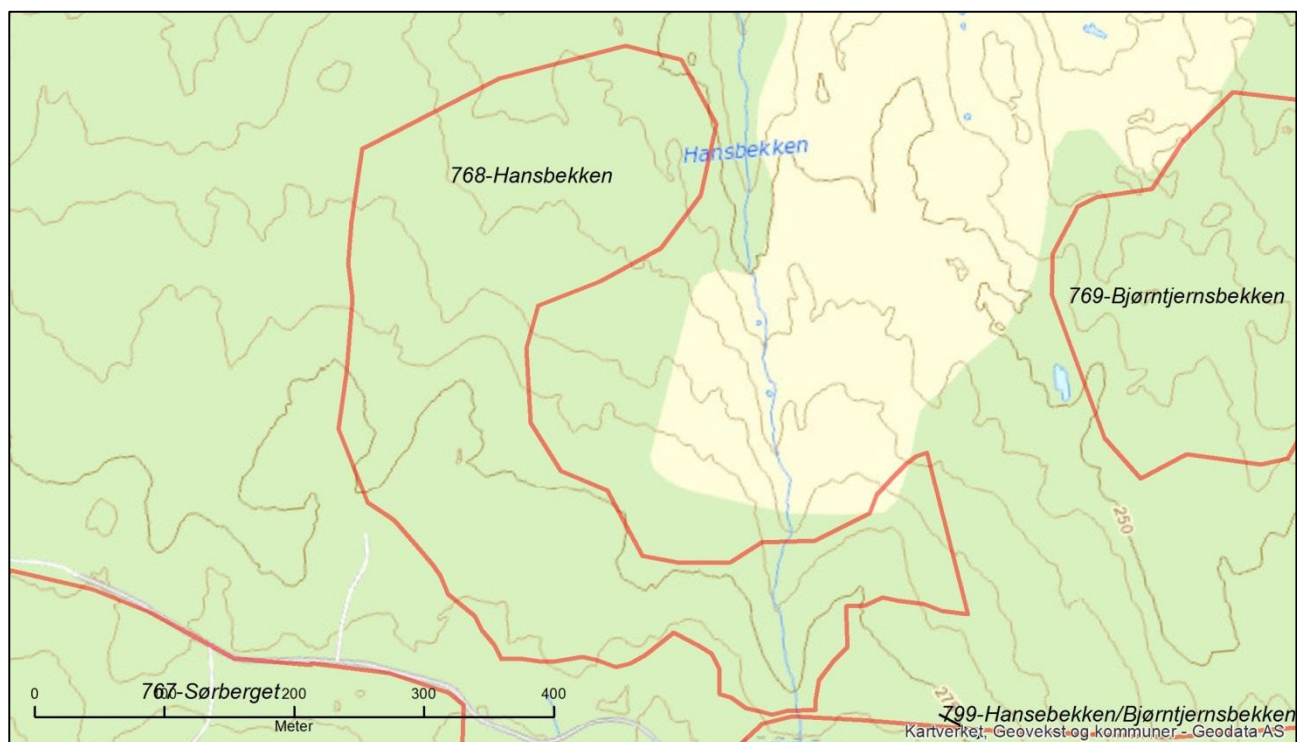 Hansbekken
768-Hansbekken
769-Bjørntjernsbekken
250
767-Sørberget
0 200 300 400
Meter
799-Hansebekken/Bjørntjernsbekken
Kartverket, Geovekst og kommuner - Geodata AS